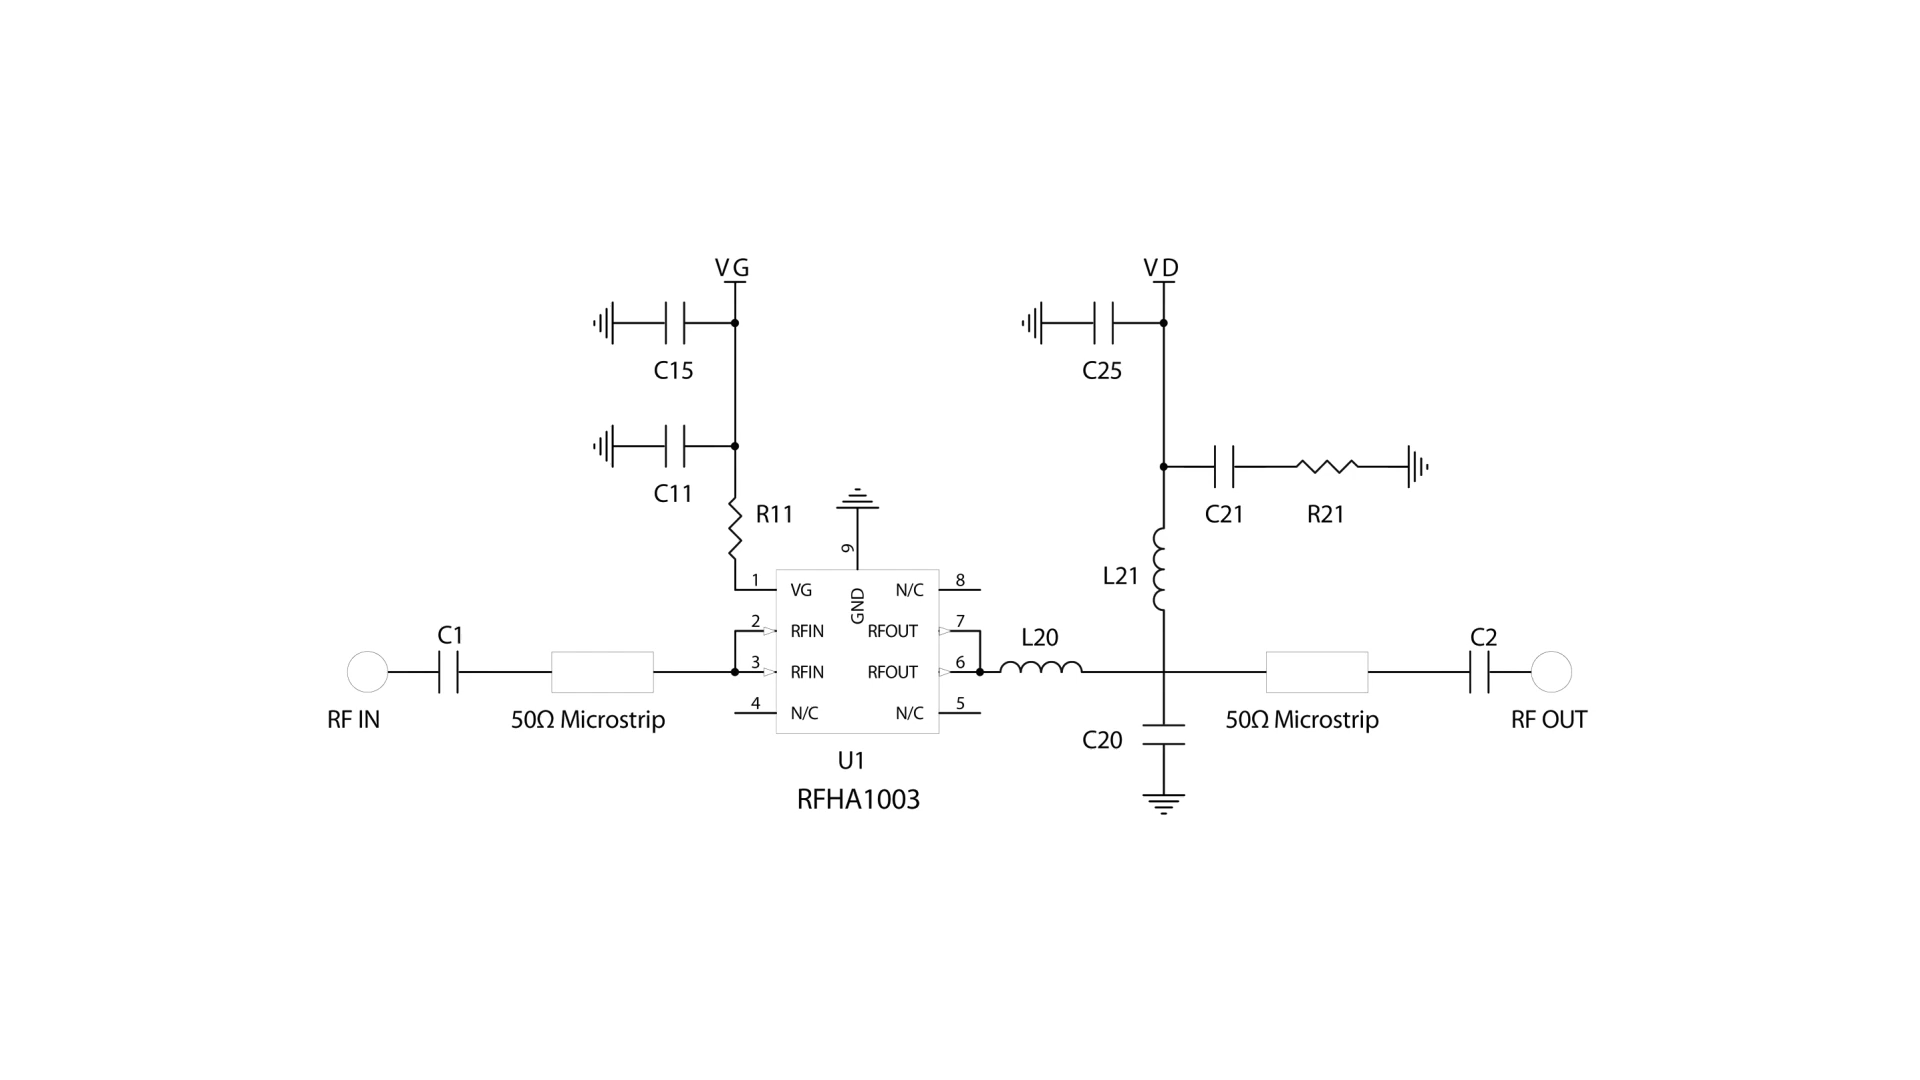 VG
VD
C15
C25
C11
R11
C21
R21
9
L21
1
VG
GND
N/C
8
2
RFIN
RFOUT
7
C1
L20
C2
3
RFIN
RFOUT
6
RF IN
50Ω Microstrip
4
N/C
N/C
5
50Ω Microstrip
RF OUT
C20
U1
RFHA1003